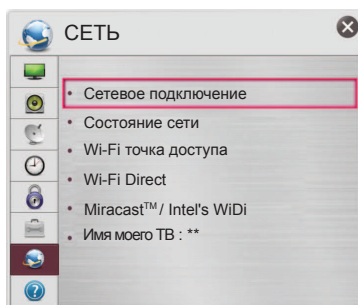 СЕТЬ
• Сетевое подключение
• Состояние сети
• Wi-Fi точка доступа
• Wi-Fi Direct
• Miracast™ / Intel's WiDi
• Имя моего ТВ : **